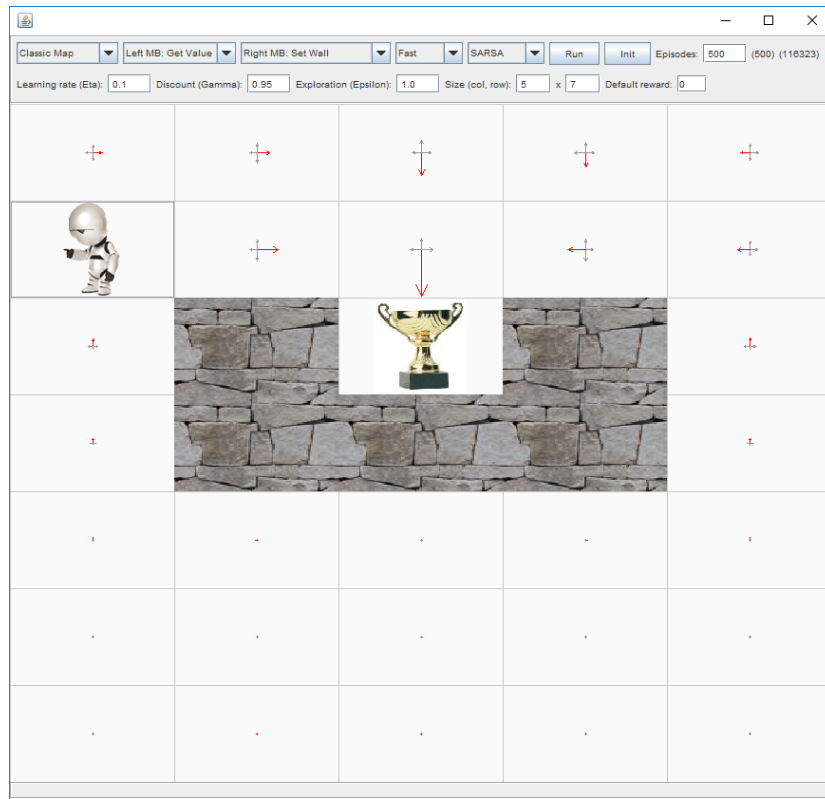 Classic Map Left MB: Get Value Right MB: Set Wall Fast SARSA Run Init Episodes: 500 (500) (116323)
Learning rate (Eta): 0.1 Discount (Gamma): 0.95 Exploration (Epsilon): 1.0 Size (col, row): 5 x 7 Default reward: 0